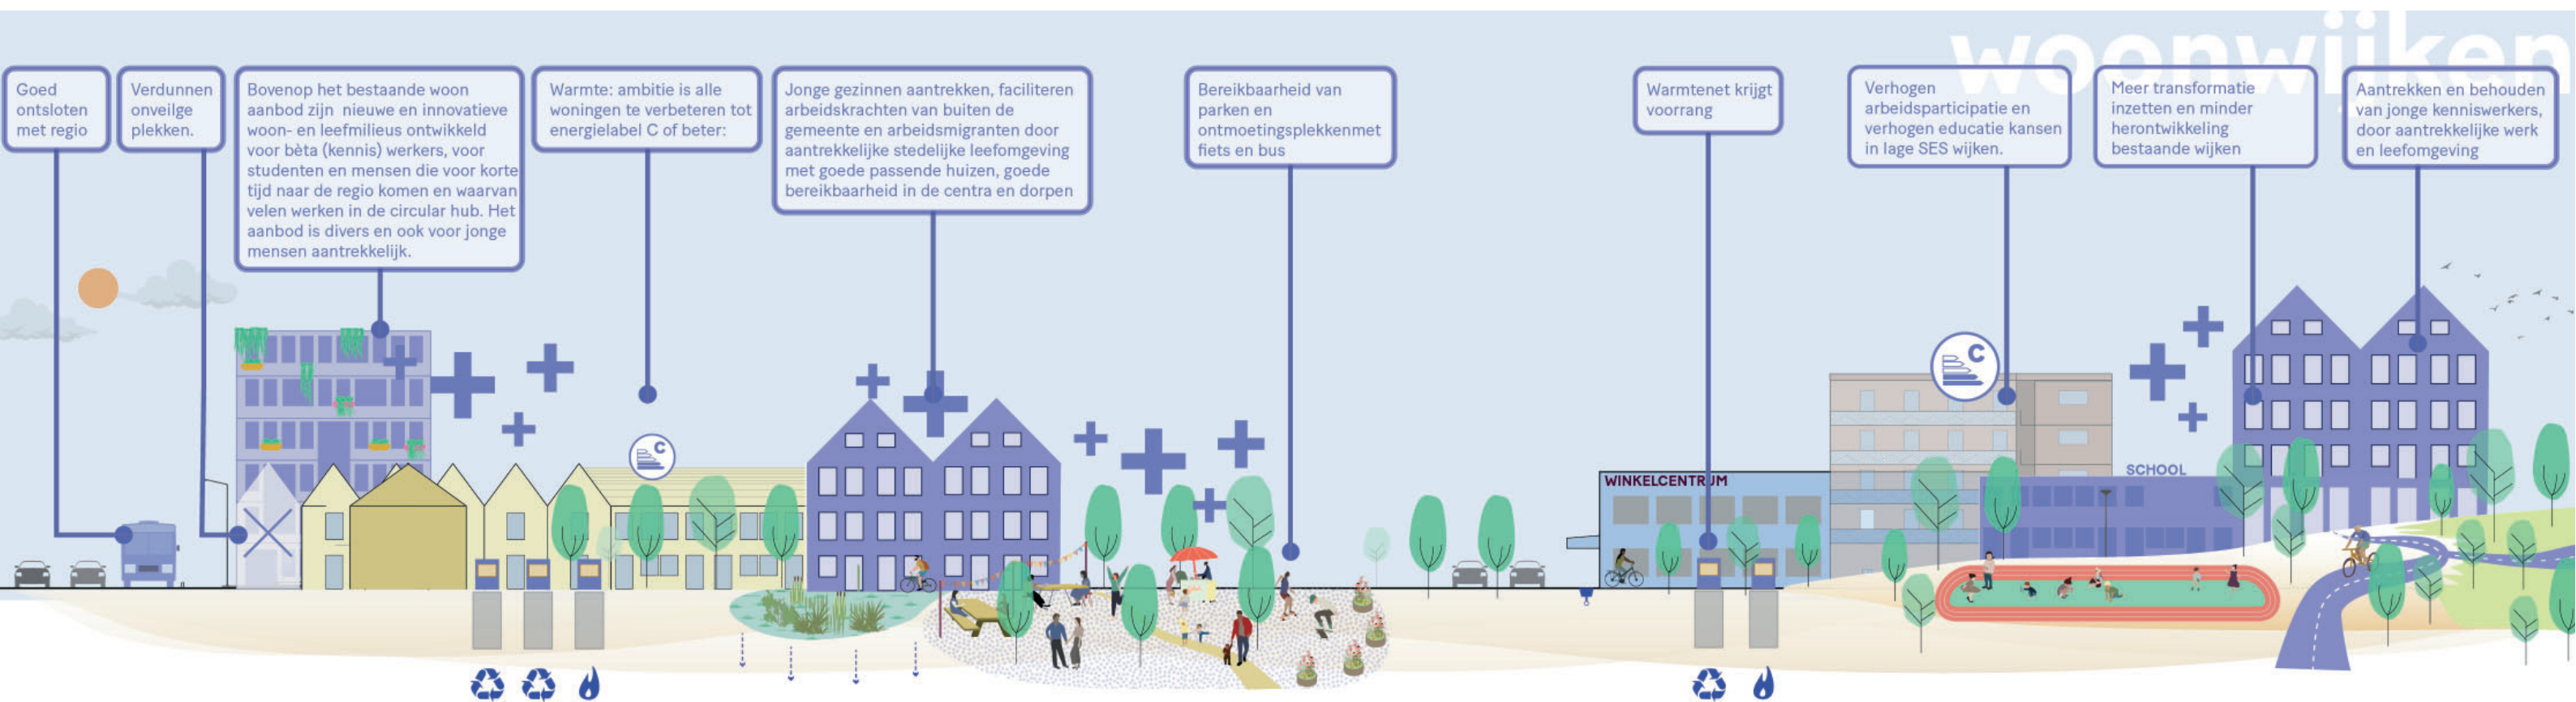 woonwijken
Goed
ontsloten
met regio
Verdunnen
onveilge
plekken.
Bovenop het bestaande woon
aanbod zijn nieuwe en innovatieve
woon- en leefmilieus ontwikkeld
voor bèta (kennis) werkers, voor
studenten en mensen die voor korte
tijd naar de regio komen en waarvan
velen werken in de circular hub. Het
aanbod is divers en ook voor jonge
mensen aantrekkelijk.
Warmte: ambitie is alle
woningen te verbeteren tot
energielabel C of beter:
Jonge gezinnen aantrekken, faciliteren
arbeidskrachten van buiten de
gemeente en arbeidsmigranten door
aantrekkelijke stedelijke leefomgeving
met goede passende huizen, goede
bereikbaarheid in de centra en dorpen
Bereikbaarheid van
parken en
ontmoetingsplekkenmet
fiets en bus
Warmtenet krijgt
voorrang
Verhogen
arbeidsparticipatie en
verhogen educatie kansen
in lage SES wijken.
Meer transformatie
inzetten en minder
herontwikkeling
bestaande wijken
Aantrekken en behouden
van jonge kenniswerkers,
door aantrekkelijke werk
en leefomgeving
C
C
WINKELCENTRUM
SCHOOL